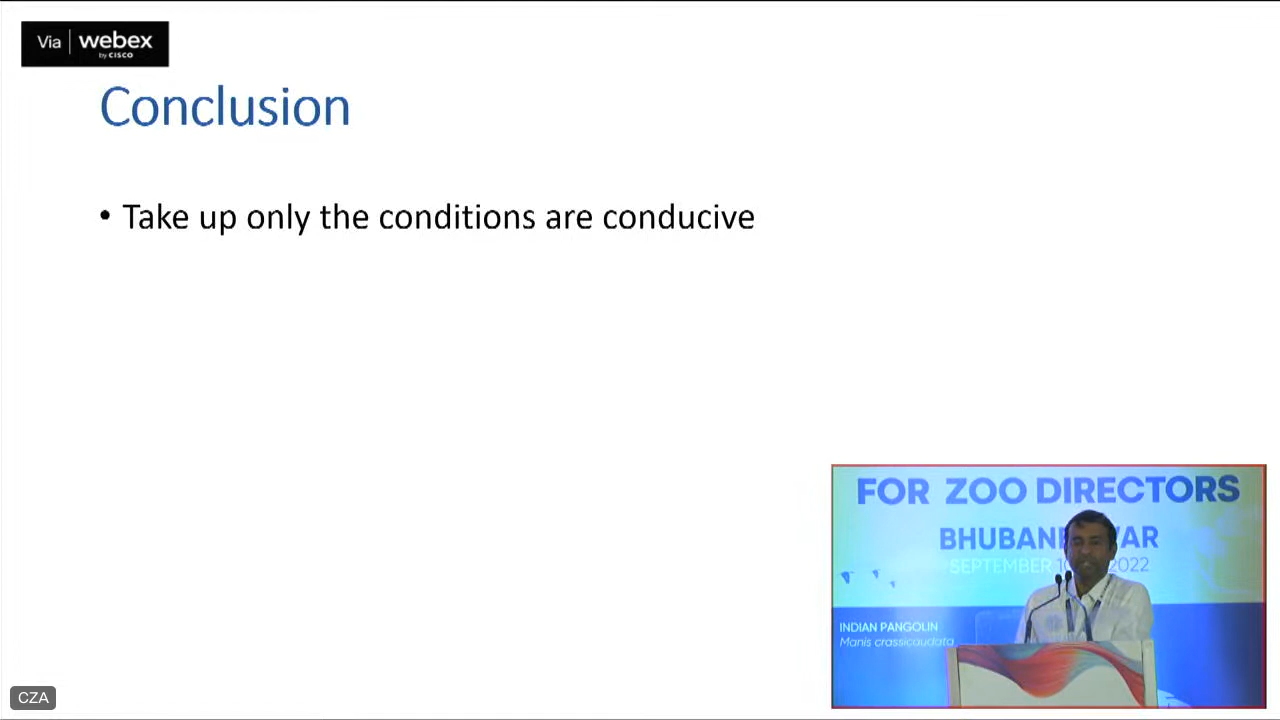 Via webex
by CISCO
Conclusion
• Take up only the conditions are conducive
FOR ZOO DIRECTORS
SEPTEMBER 2022
INDIAN PANGOLIN
Manis crassicaudata
CZA